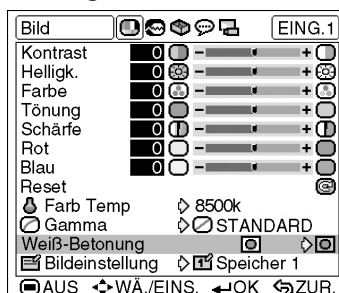 Bild EING.1
Kontrast 0 - +
Helligk. 0 - +
Farbe 0 - +
Tönung 0 - +
Schärfe 0 - +
Rot 0 - +
Blau 0 - +
Reset
Farb Temp 8500k
Gamma STANDARD
Weiß-Betonung
Bildeinstellung Speicher 1
AUS WÄ./EINS. OK ZUR.